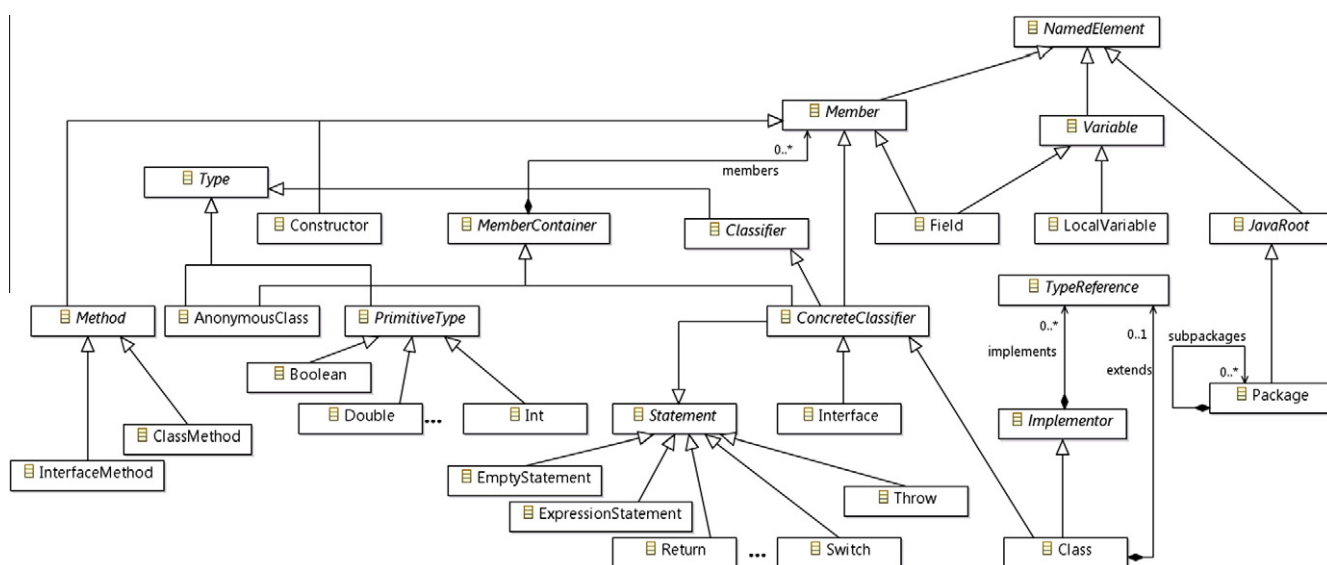 NamedElement
Member
Variable
0..*
members
Type
Constructor
MemberContainer
Classifier
Field
LocalVariable
JavaRoot
TypeReference
Method
AnonymousClass
PrimitiveType
ConcreteClassifier
0..*
0..1
subpackages
implements
extends
Boolean
0..*
Package
Double
...
Int
Statement
Interface
Implementor
ClassMethod
InterfaceMethod
EmptyStatement
Throw
ExpressionStatement
Return
...
Switch
Class